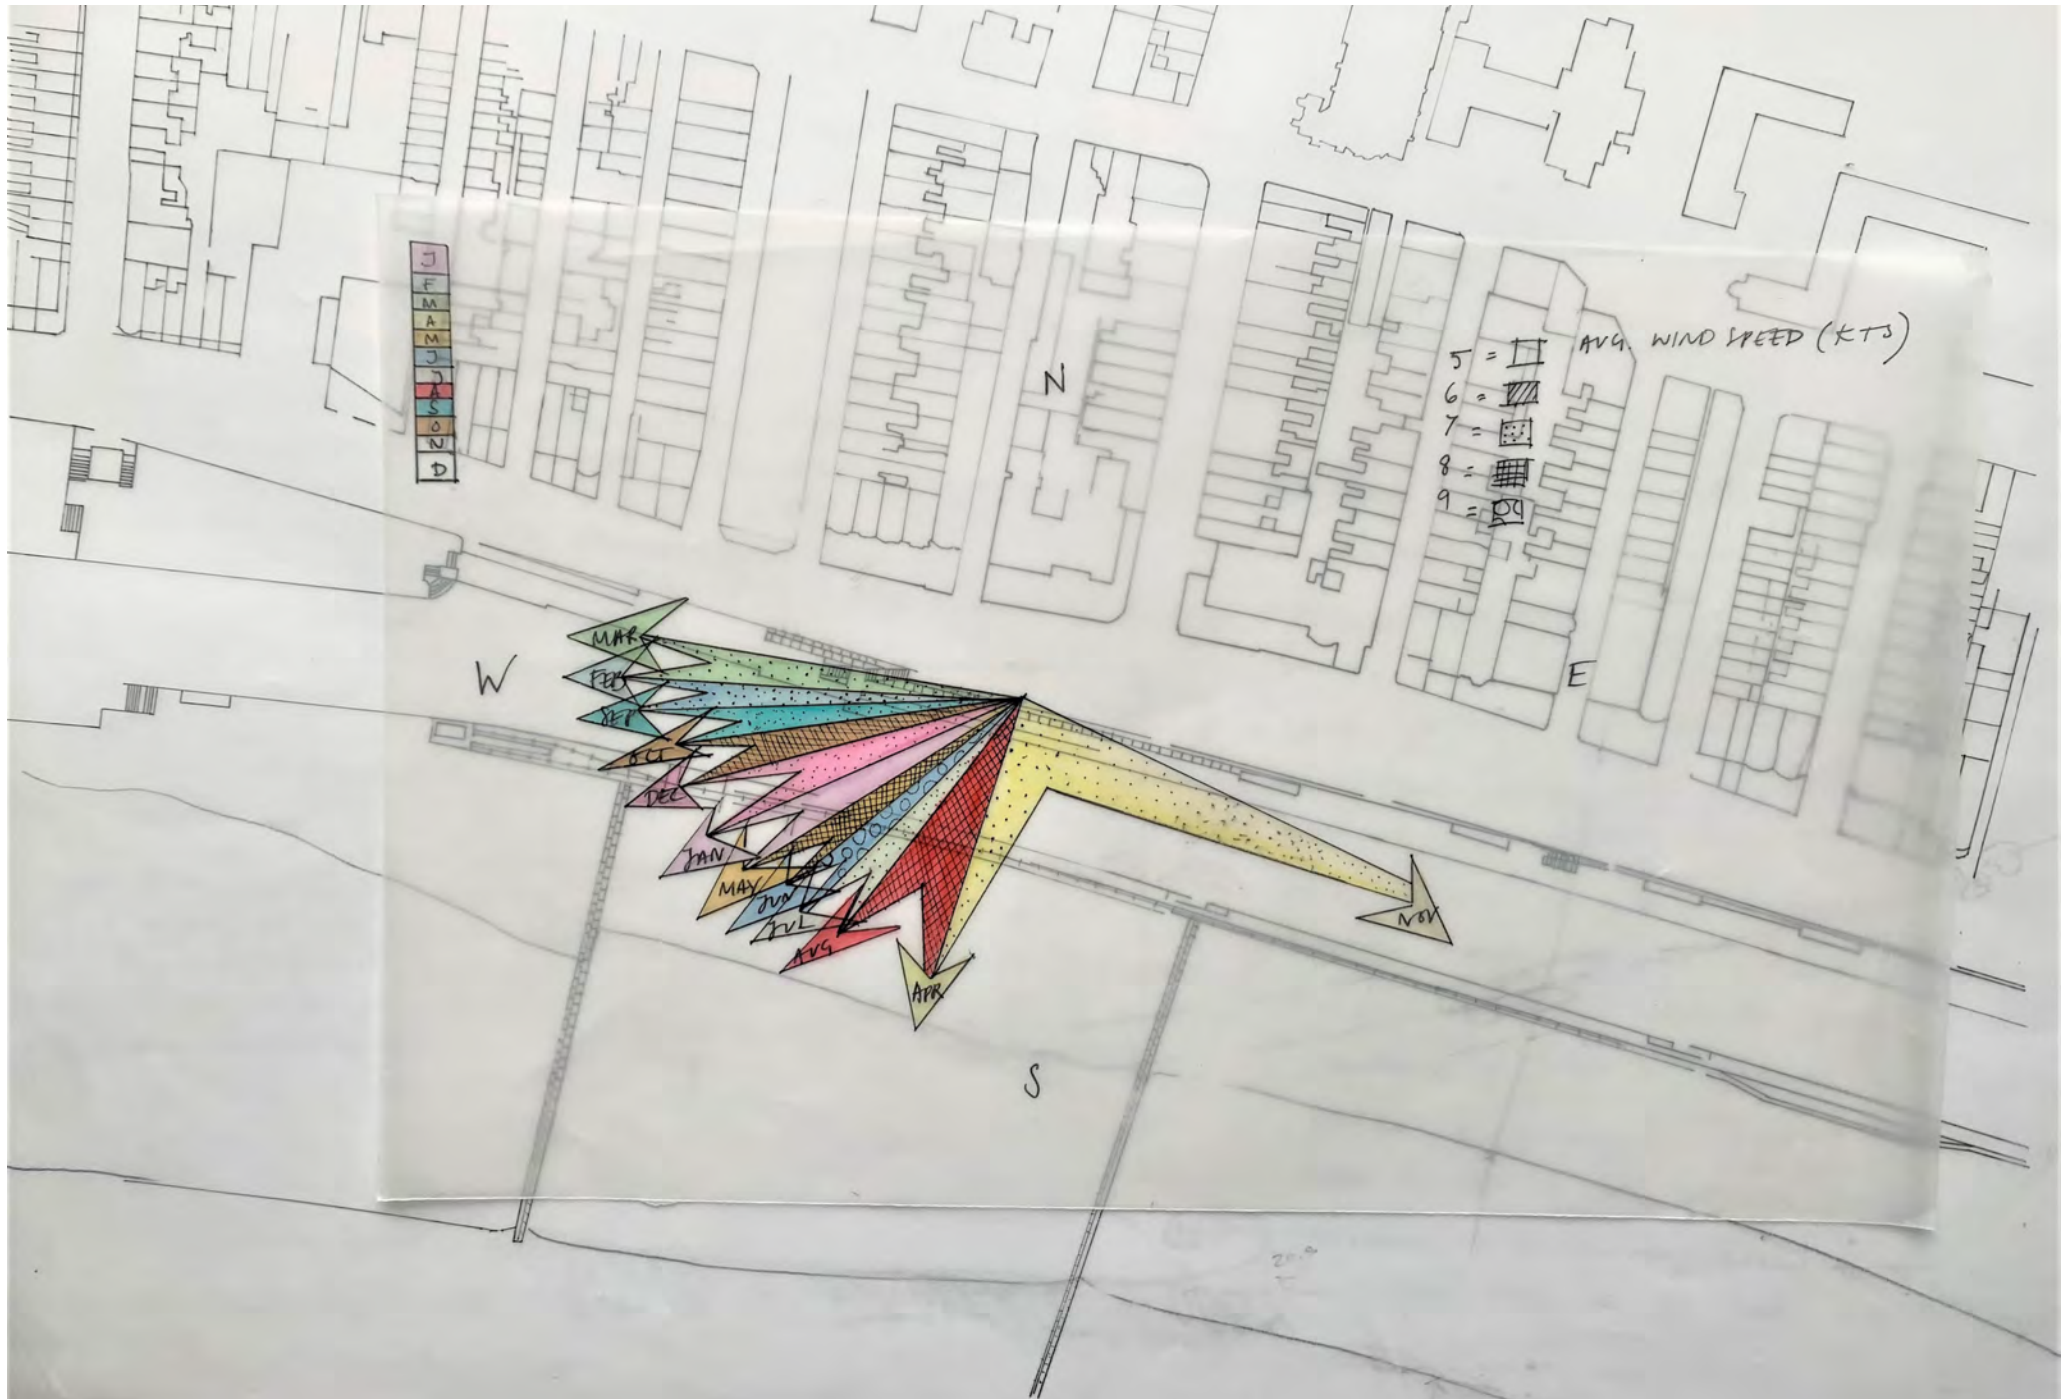 J
F
M
A
M
J
J
A
S
O
N
D
AVG. WIND SPEED (KTS)
5 =
6 =
7 =
8 =
9 =
N
W
E
S
MAR
FEB
SEP
OCT
DEC
JAN
MAY
JUN
JUL
AUG
APR
NOV